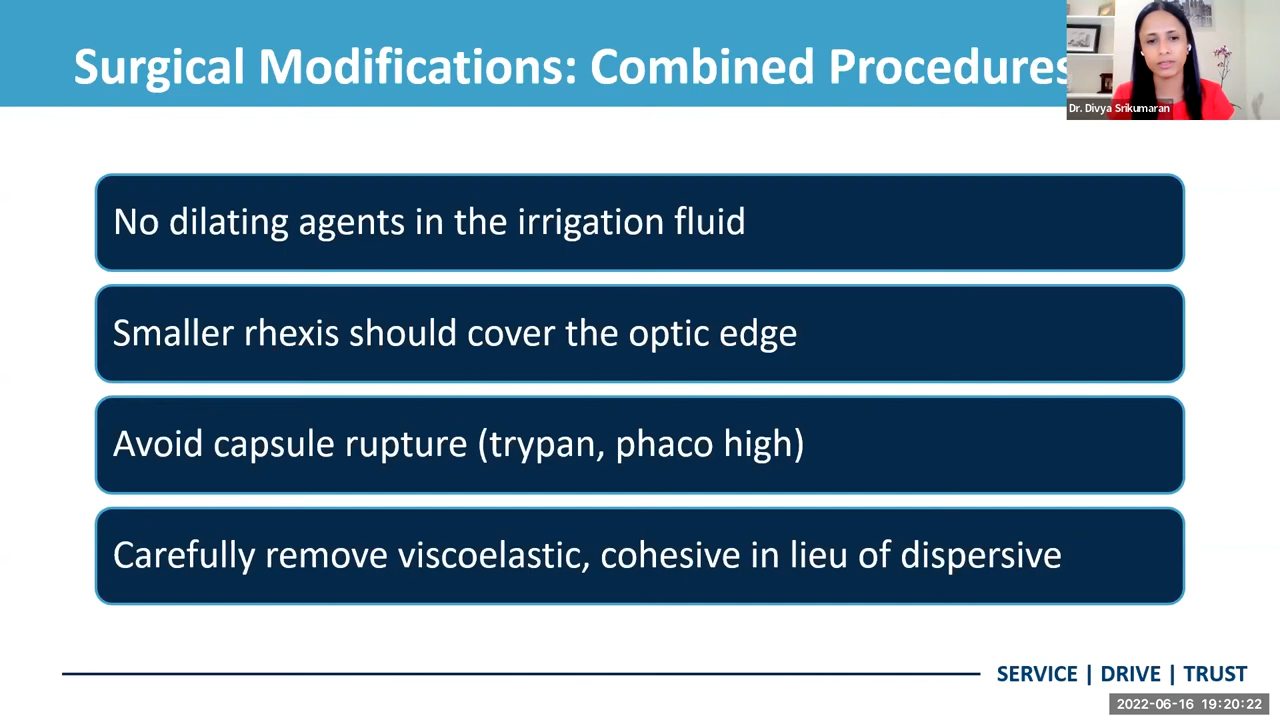 Surgical Modifications: Combined Procedures
Dr. Divya Srikumaran
No dilating agents in the irrigation fluid
Smaller rhexis should cover the optic edge
Avoid capsule rupture (trypan, phaco high)
Carefully remove viscoelastic, cohesive in lieu of dispersive
SERVICE | DRIVE | TRUST
2022-06-16 19:20:22